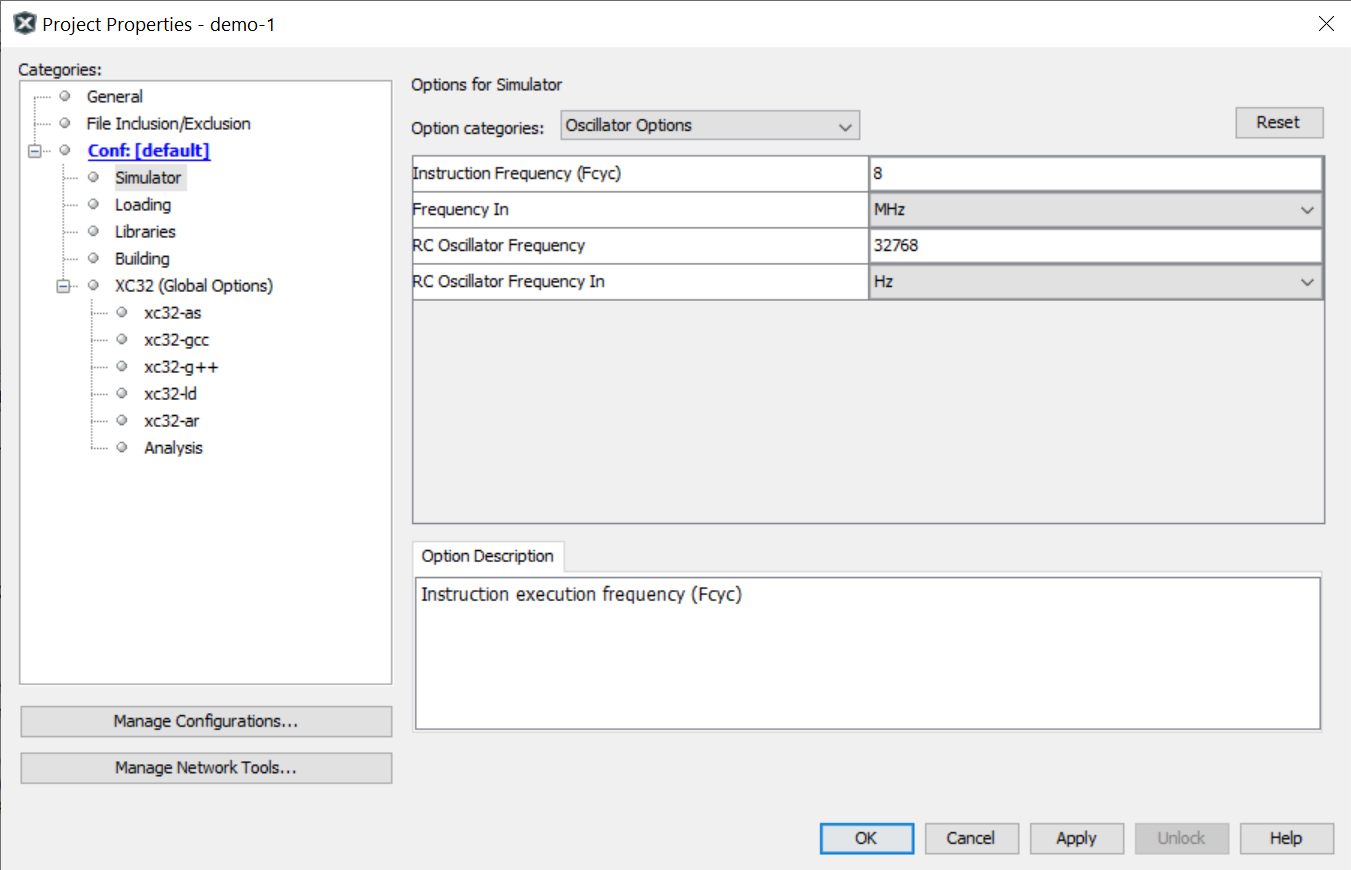 Project Properties - demo-1
Categories:
General
File Inclusion/Exclusion
Conf: [default]
Simulator
Loading
Libraries
Building
XC32 (Global Options)
xc32-as
xc32-gcc
xc32-g++
xc32-ld
xc32-ar
Analysis
Manage Configurations...
Manage Network Tools...
Options for Simulator
Option categories: Oscillator Options Reset
Instruction Frequency (Fcyc) 8
Frequency In MHz
RC Oscillator Frequency 32768
RC Oscillator Frequency In Hz
Option Description
Instruction execution frequency (Fcyc)
OK Cancel Apply Unlock Help